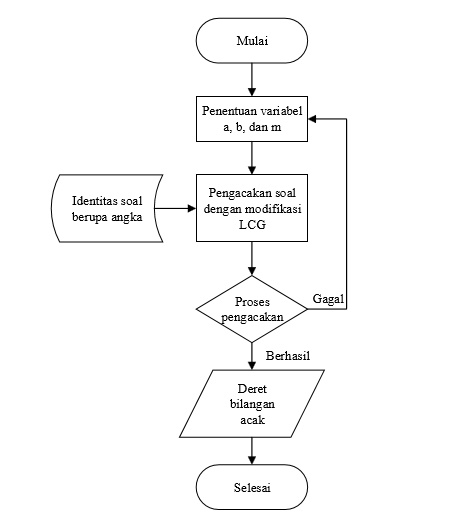 Mulai
Penentuan variabel
a, b, dan m
Identitas soal
berupa angka
Pengacakan soal
dengan modifikasi
LCG
Proses
pengacakan
Gagal
Berhasil
Deret
bilangan
acak
Selesai